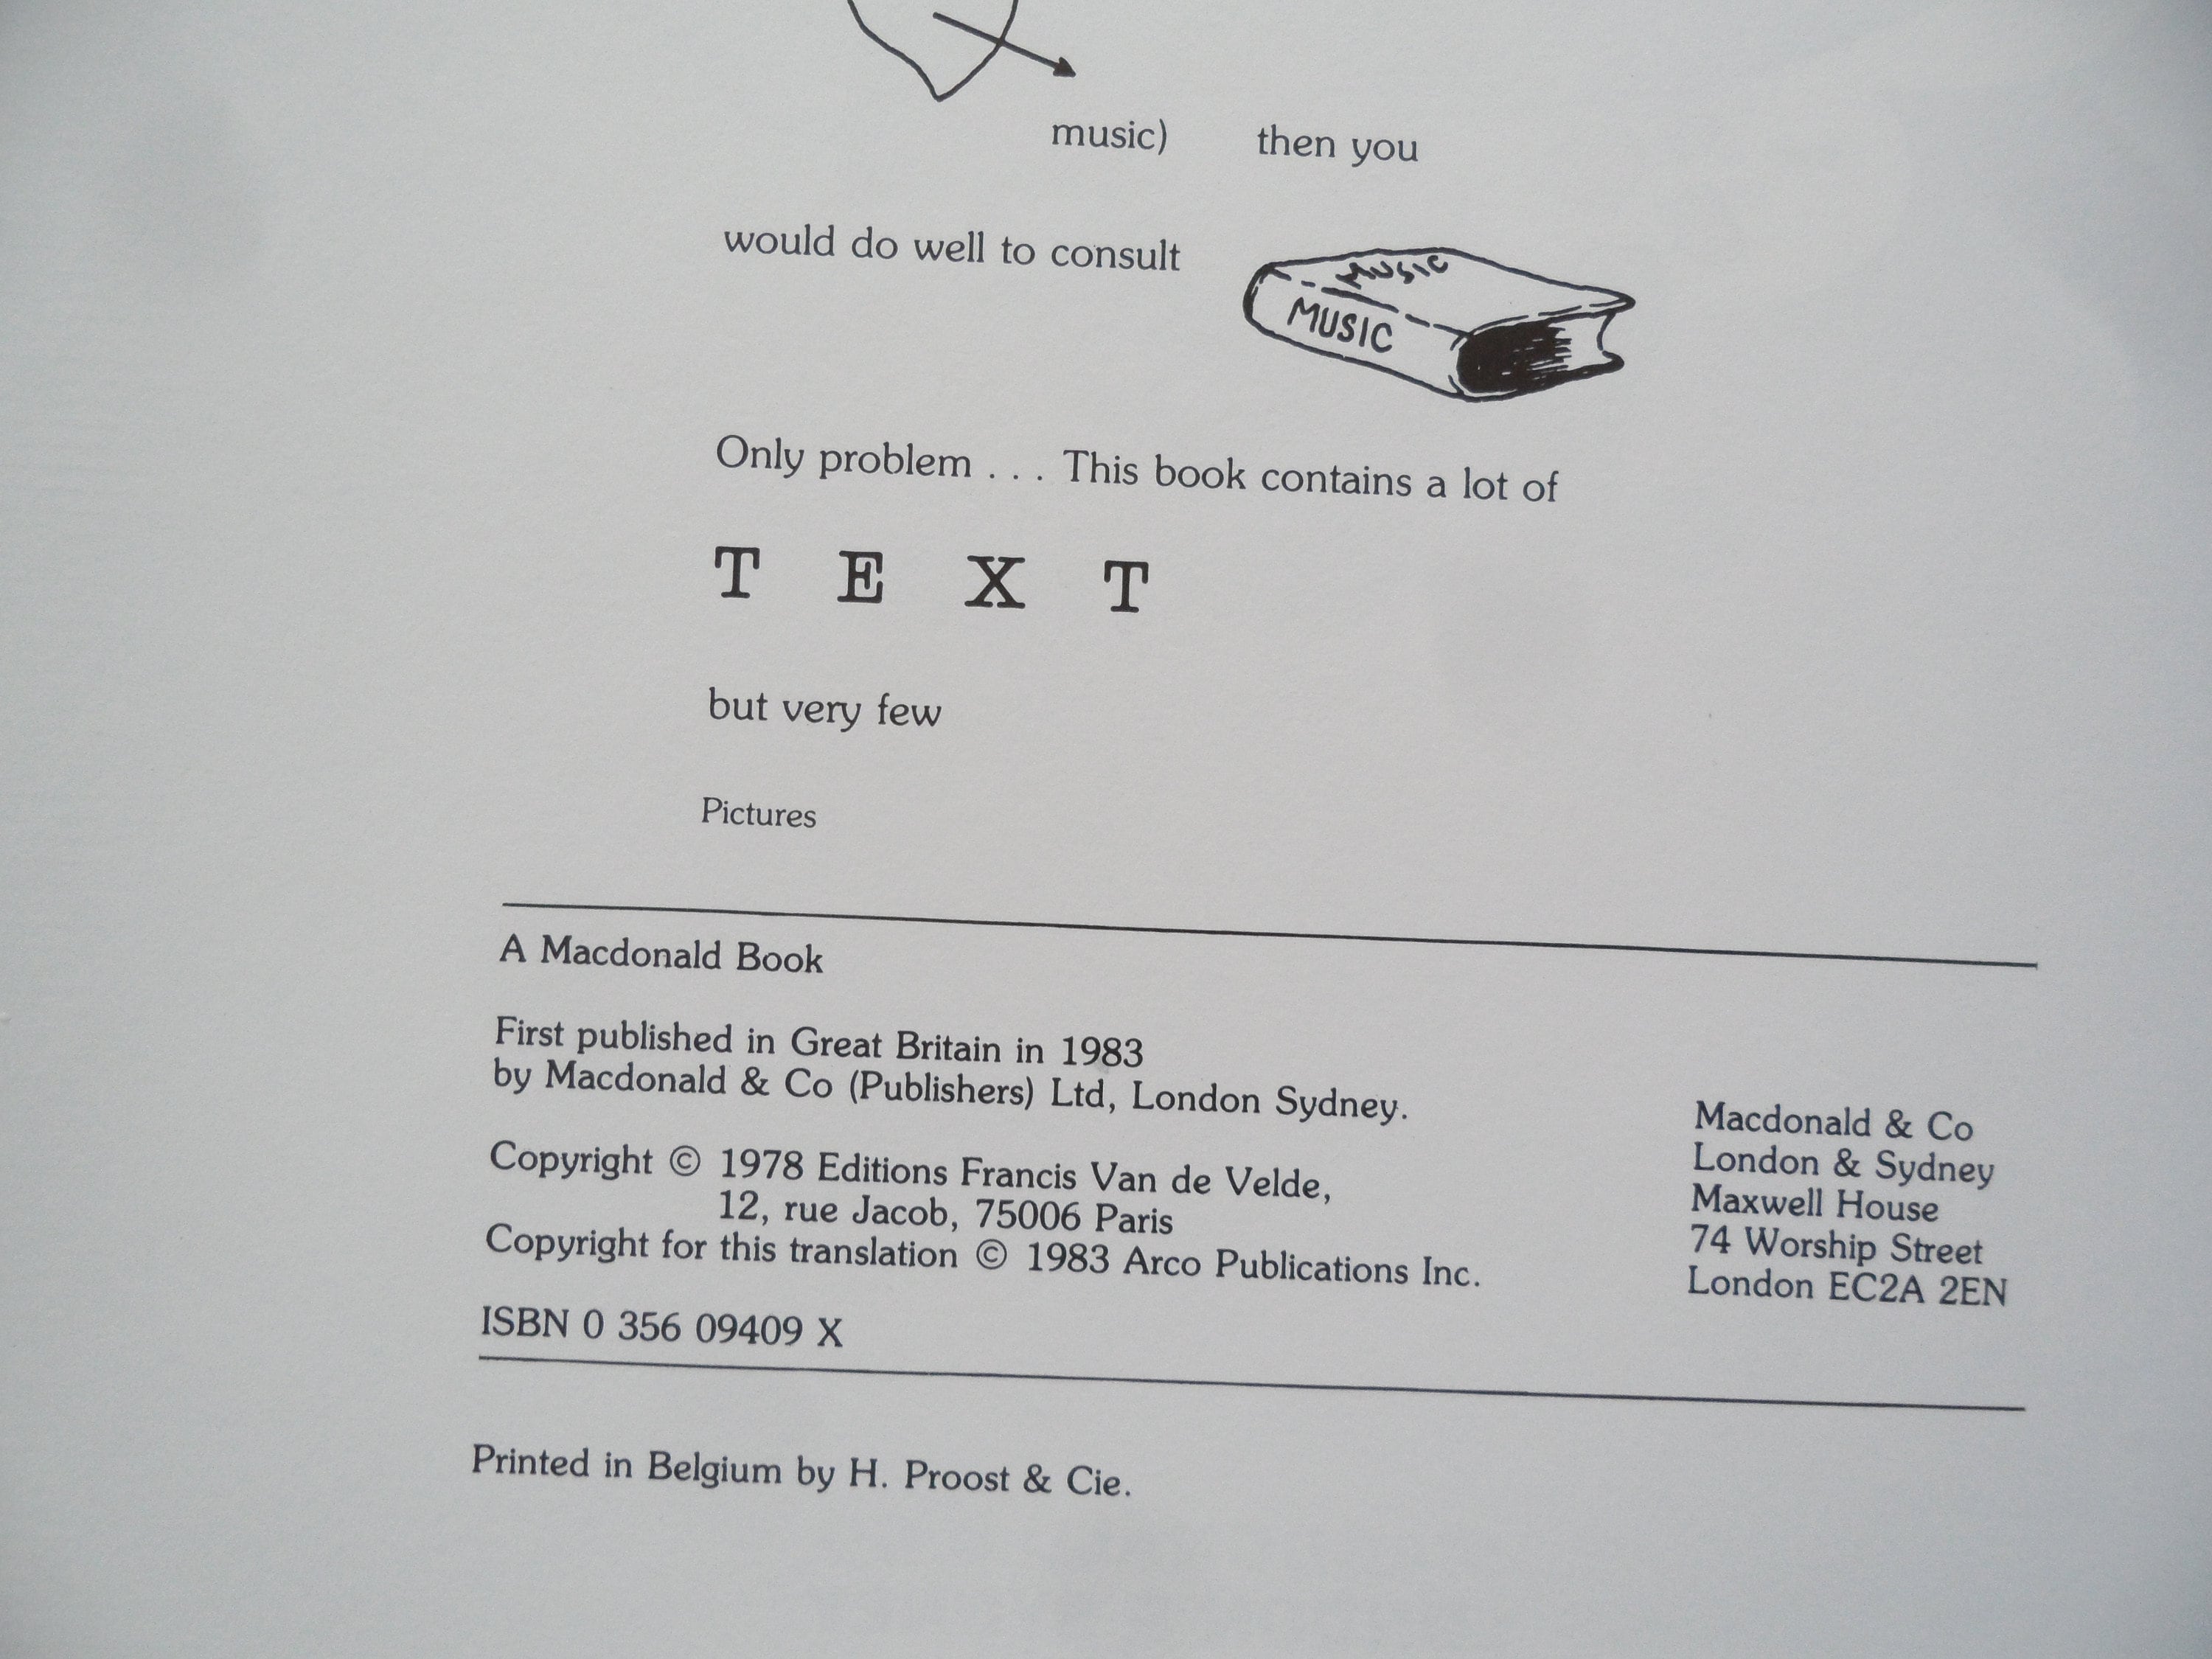 music) then you
would do well to consult
MUSIC
MUSIC
Only problem . . . This book contains a lot of
T E X T
but very few
Pictures
A Macdonald Book
First published in Great Britain in 1983
by Macdonald & Co (Publishers) Ltd, London Sydney.
Copyright © 1978 Editions Francis Van de Velde,
12, rue Jacob, 75006 Paris
Copyright for this translation © 1983 Arco Publications Inc.
ISBN 0 356 09409 X
Macdonald & Co
London & Sydney
Maxwell House
74 Worship Street
London EC2A 2EN
Printed in Belgium by H. Proost & Cie.